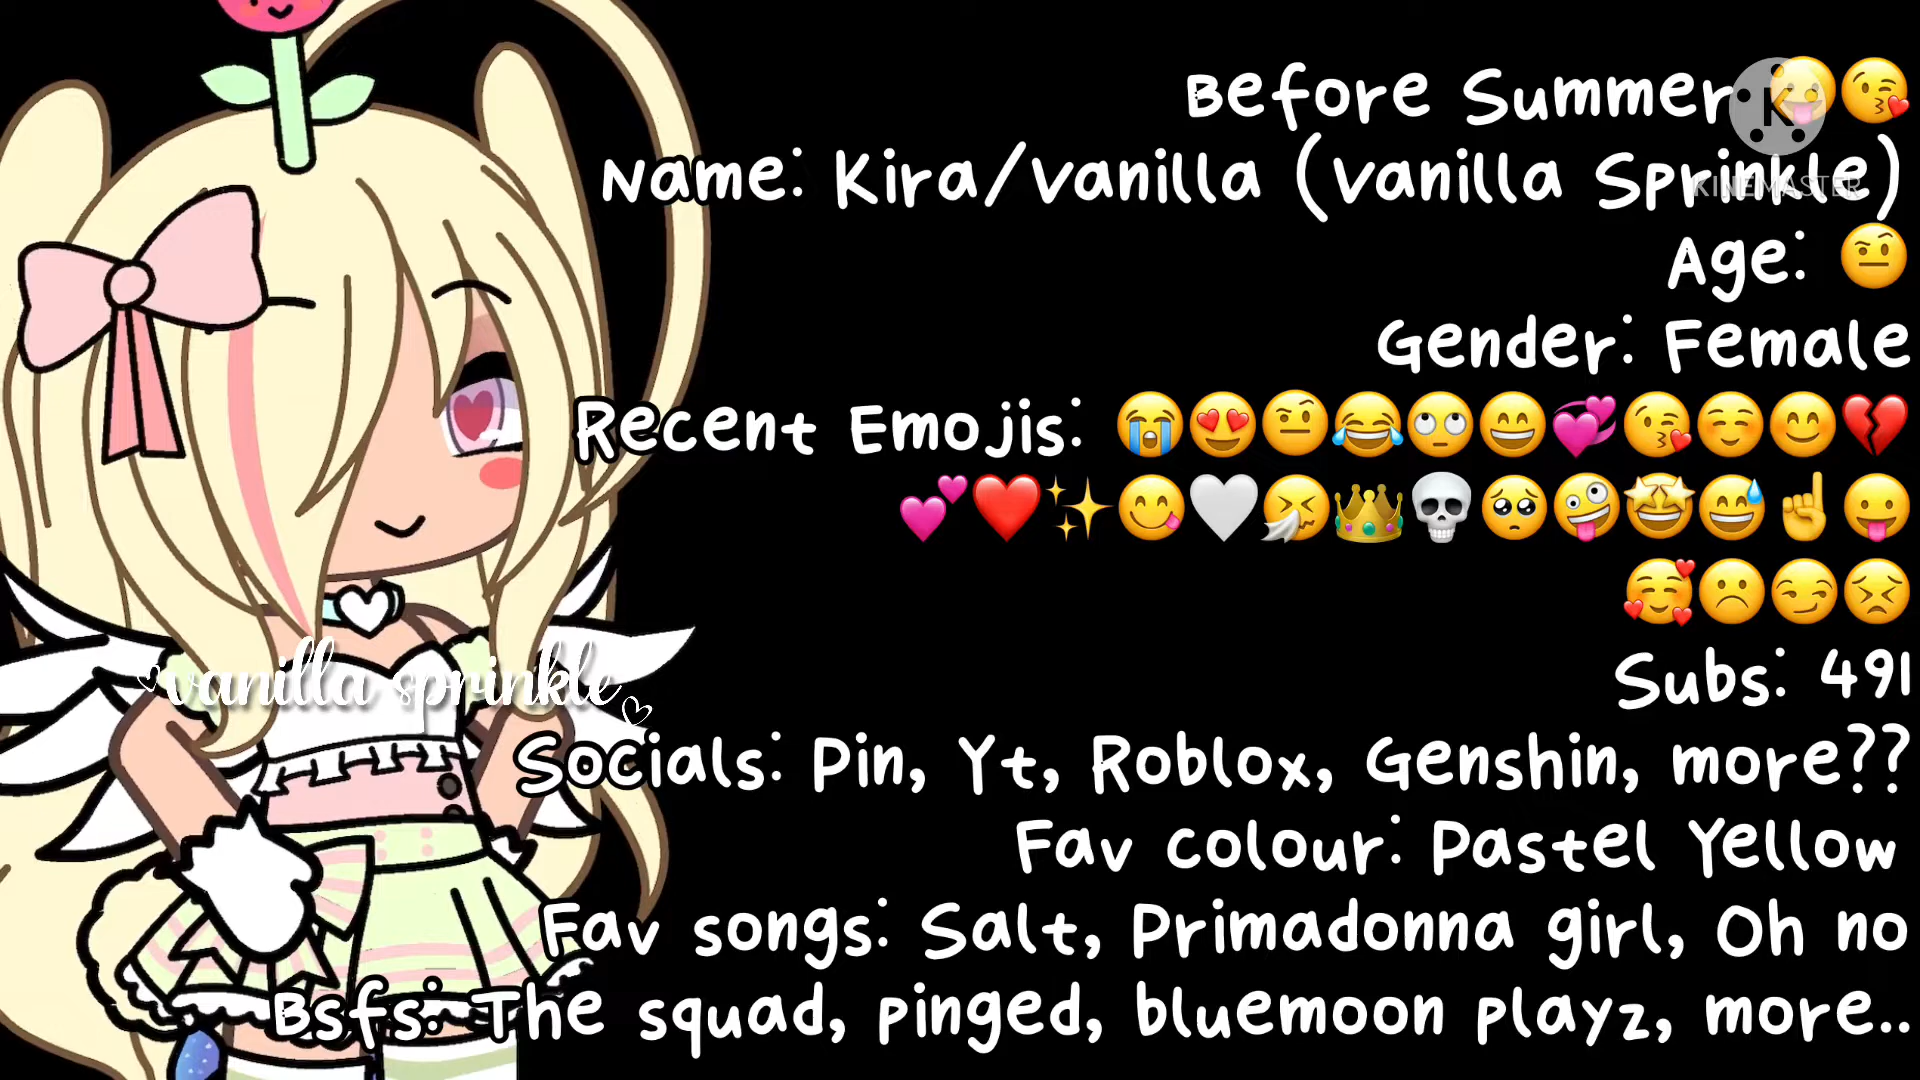 Before Summer 😛😘
Name: Kira/Vanilla (Vanilla Sprinkle)
Age: 🤨
Gender: Female
Recent Emojis: 😭😍🤨😂🙄😄💞😘☺️😊💔
💕❤️✨😋🤍🤧👑💀🥺🤪🤩😅☝️😛
🥰☹️😏😣
Subs: 491
Socials: Pin, Yt, Roblox, Genshin, more??
Fav colour: Pastel Yellow
Fav songs: Salt, Primadonna girl, Oh no
Bsfs: The squad, pinged, bluemoon playz, more..
vanilla sprinkle
K
KINEMASTER